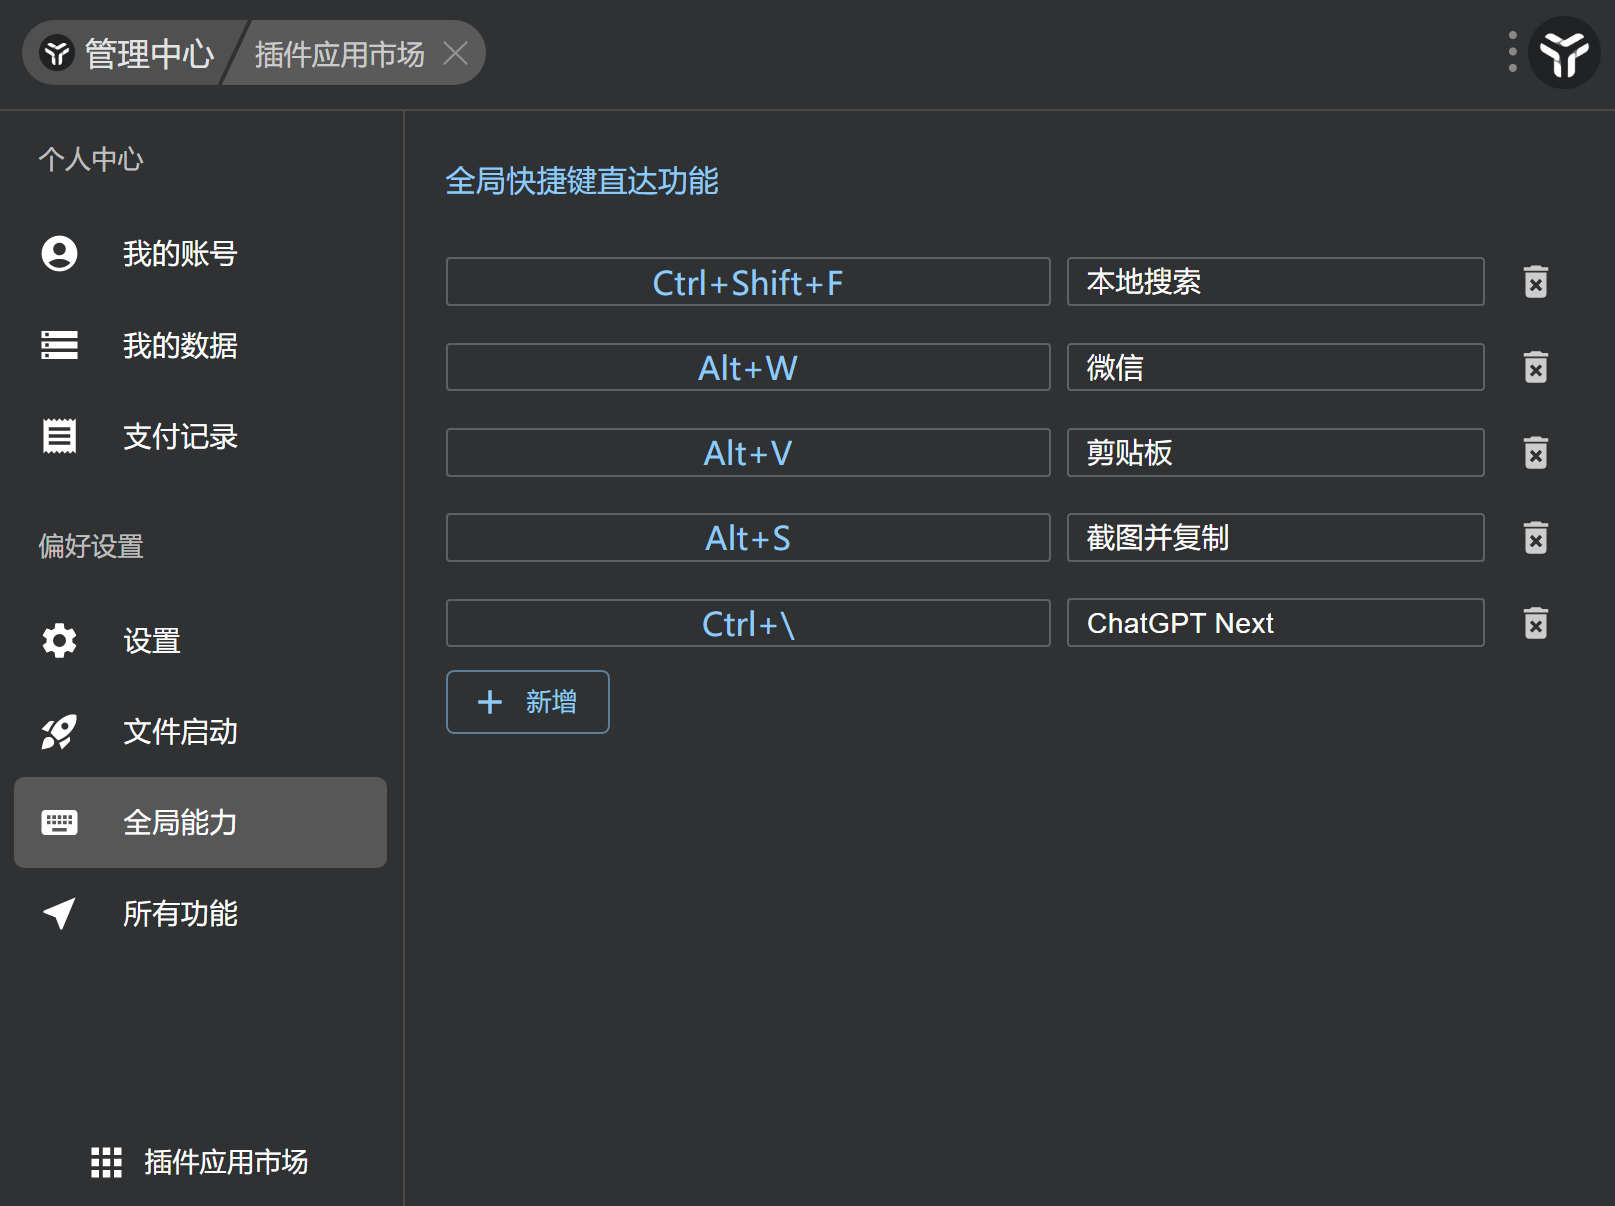 管理中心
插件应用市场
个人中心
我的账号
我的数据
支付记录
偏好设置
设置
文件启动
全局能力
所有功能
插件应用市场
全局快捷键直达功能
Ctrl+Shift+F 本地搜索
Alt+W 微信
Alt+V 剪贴板
Alt+S 截图并复制
Ctrl+\ ChatGPT Next
新增